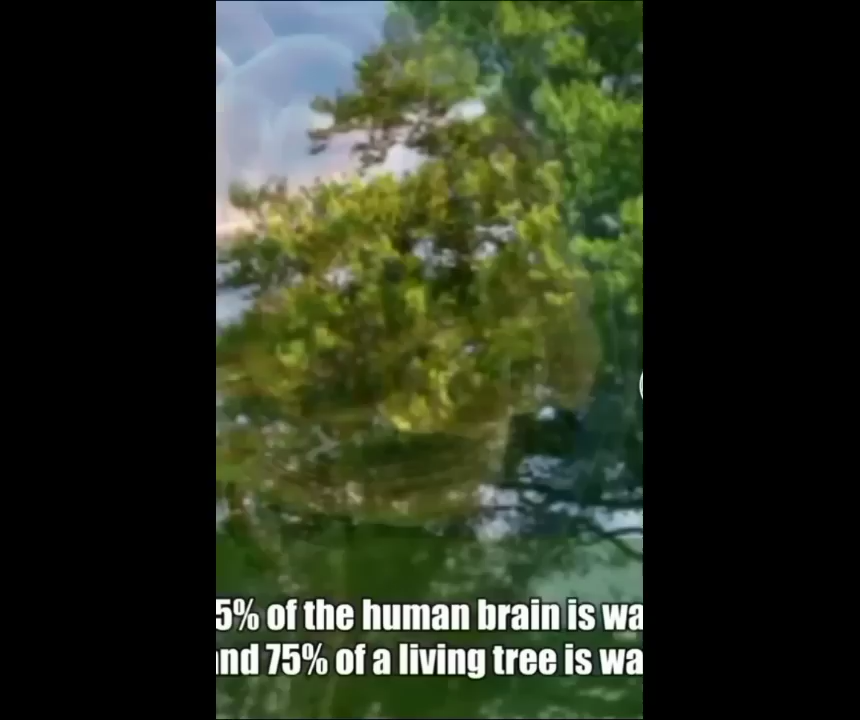 5% of the human brain is wa
nd 75% of a living tree is wa